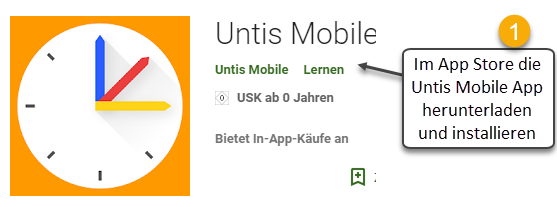 Untis Mobile
Untis Mobile Lernen
USK ab 0 Jahren
Bietet In-App-Käufe an
1
Im App Store die
Untis Mobile App
herunterladen
und installieren